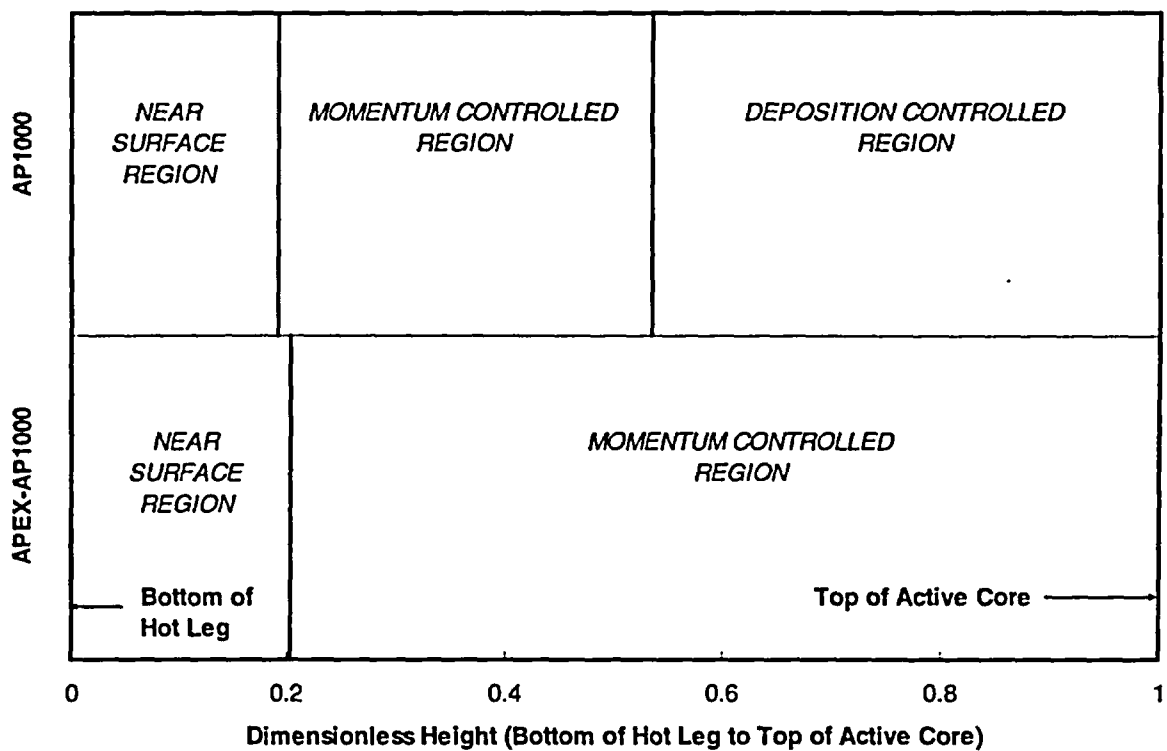 AP1000
NEAR
SURFACE
REGION
MOMENTUM CONTROLLED
REGION
DEPOSITION CONTROLLED
REGION
APEX-AP1000
NEAR
SURFACE
REGION
MOMENTUM CONTROLLED
REGION
Bottom of
Hot Leg
Top of Active Core
0 0.2 0.4 0.6 0.8 1
Dimensionless Height (Bottom of Hot Leg to Top of Active Core)